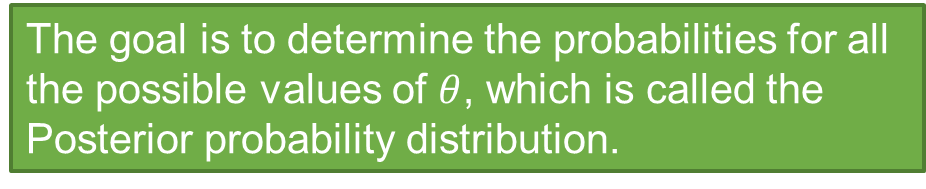 The goal is to determine the probabilities for all
the possible values of θ, which is called the
Posterior probability distribution.